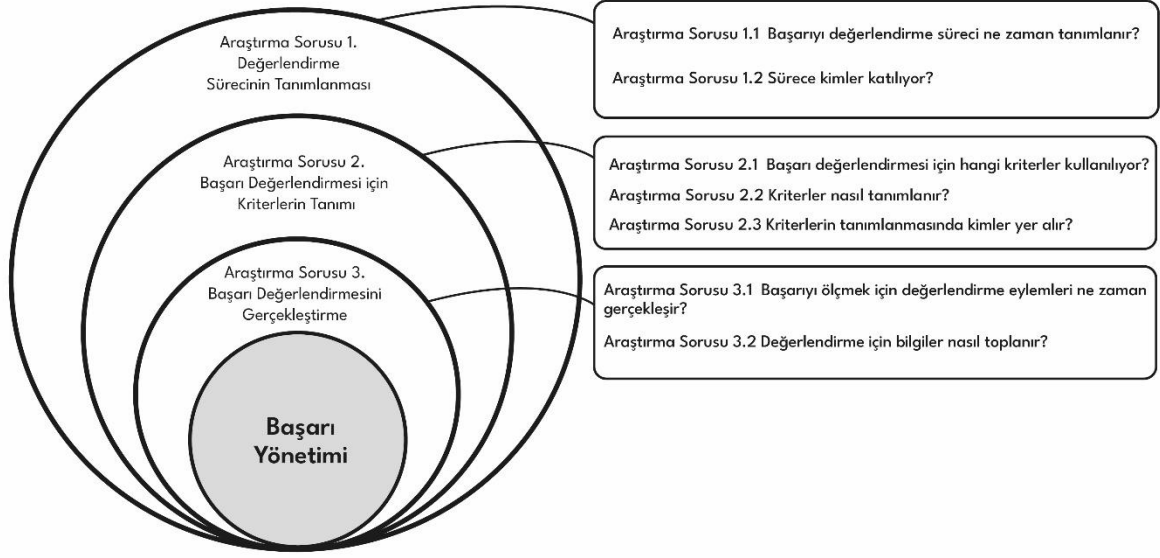 Araştırma Sorusu 1.
Değerlendirme
Sürecinin Tanımlanması
Araştırma Sorusu 1.1 Başarıyı değerlendirme süreci ne zaman tanımlanır?
Araştırma Sorusu 1.2 Sürece kimler katılıyor?
Araştırma Sorusu 2.
Başarı Değerlendirmesi için
Kriterlerin Tanımı
Araştırma Sorusu 2.1 Başarı değerlendirmesi için hangi kriterler kullanılıyor?
Araştırma Sorusu 2.2 Kriterler nasıl tanımlanır?
Araştırma Sorusu 2.3 Kriterlerin tanımlanmasında kimler yer alır?
Araştırma Sorusu 3.
Başarı Değerlendirmesini
Gerçekleştirme
Araştırma Sorusu 3.1 Başarıyı ölçmek için değerlendirme eylemleri ne zaman
gerçekleşir?
Araştırma Sorusu 3.2 Değerlendirme için bilgiler nasıl toplanır?
Başarı
Yönetimi